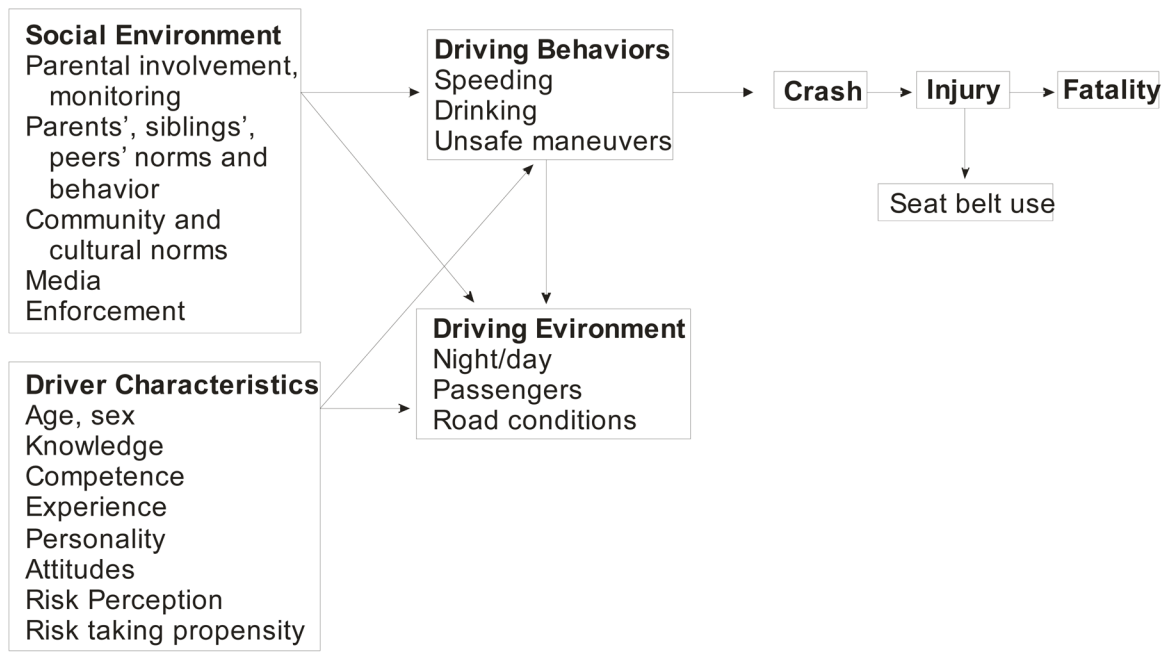 Social Environment
Parental involvement,
monitoring
Parents’, siblings’,
peers’ norms and
behavior
Community and
cultural norms
Media
Enforcement
Driver Characteristics
Age, sex
Knowledge
Competence
Experience
Personality
Attitudes
Risk Perception
Risk taking propensity
Driving Behaviors
Speeding
Drinking
Unsafe maneuvers
Driving Evironment
Night/day
Passengers
Road conditions
Crash
Injury
Fatality
Seat belt use